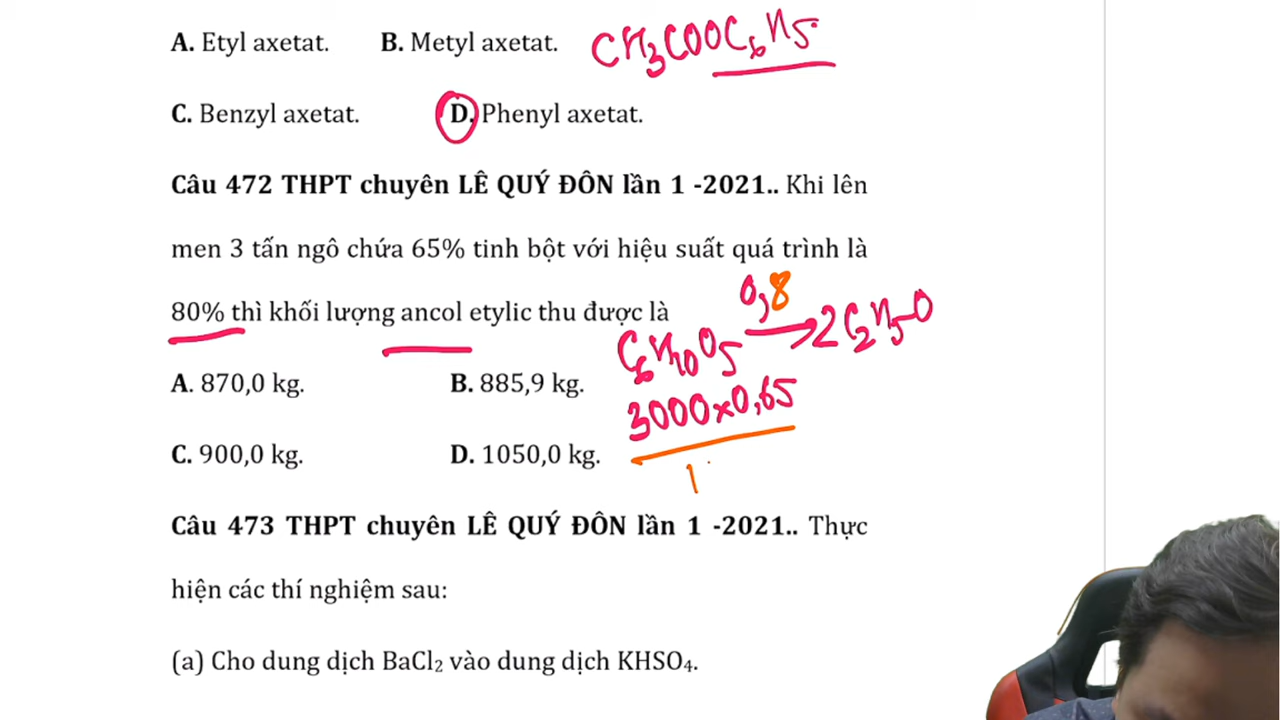 A. Etyl axetat. B. Metyl axetat. CH₃COOC₆H₅
C. Benzyl axetat. D. Phenyl axetat.
Câu 472 THPT chuyên LÊ QUÝ ĐÔN lần 1 -2021.. Khi lên
men 3 tấn ngô chứa 65% tinh bột với hiệu suất quá trình là
80% thì khối lượng ancol etylic thu được là
0,8
C₆H₁₀O₅ → 2C₂H₅O
A. 870,0 kg. B. 885,9 kg.
3000×0,65
C. 900,0 kg. D. 1050,0 kg.
1
Câu 473 THPT chuyên LÊ QUÝ ĐÔN lần 1 -2021.. Thực
hiện các thí nghiệm sau:
(a) Cho dung dịch BaCl₂ vào dung dịch KHSO₄.